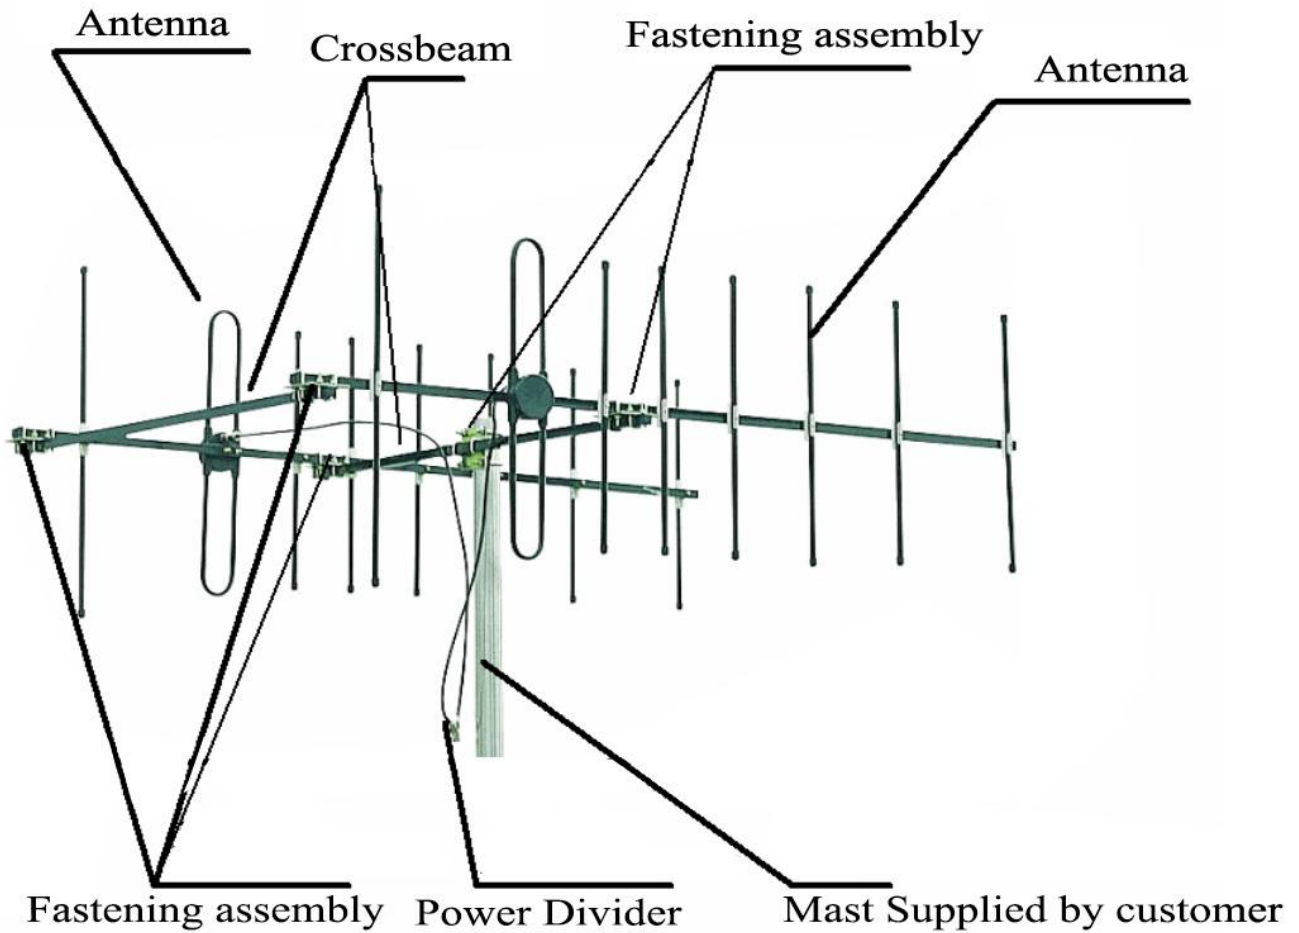 Antenna
Crossbeam
Fastening assembly
Antenna
Fastening assembly
Power Divider
Mast Supplied by customer